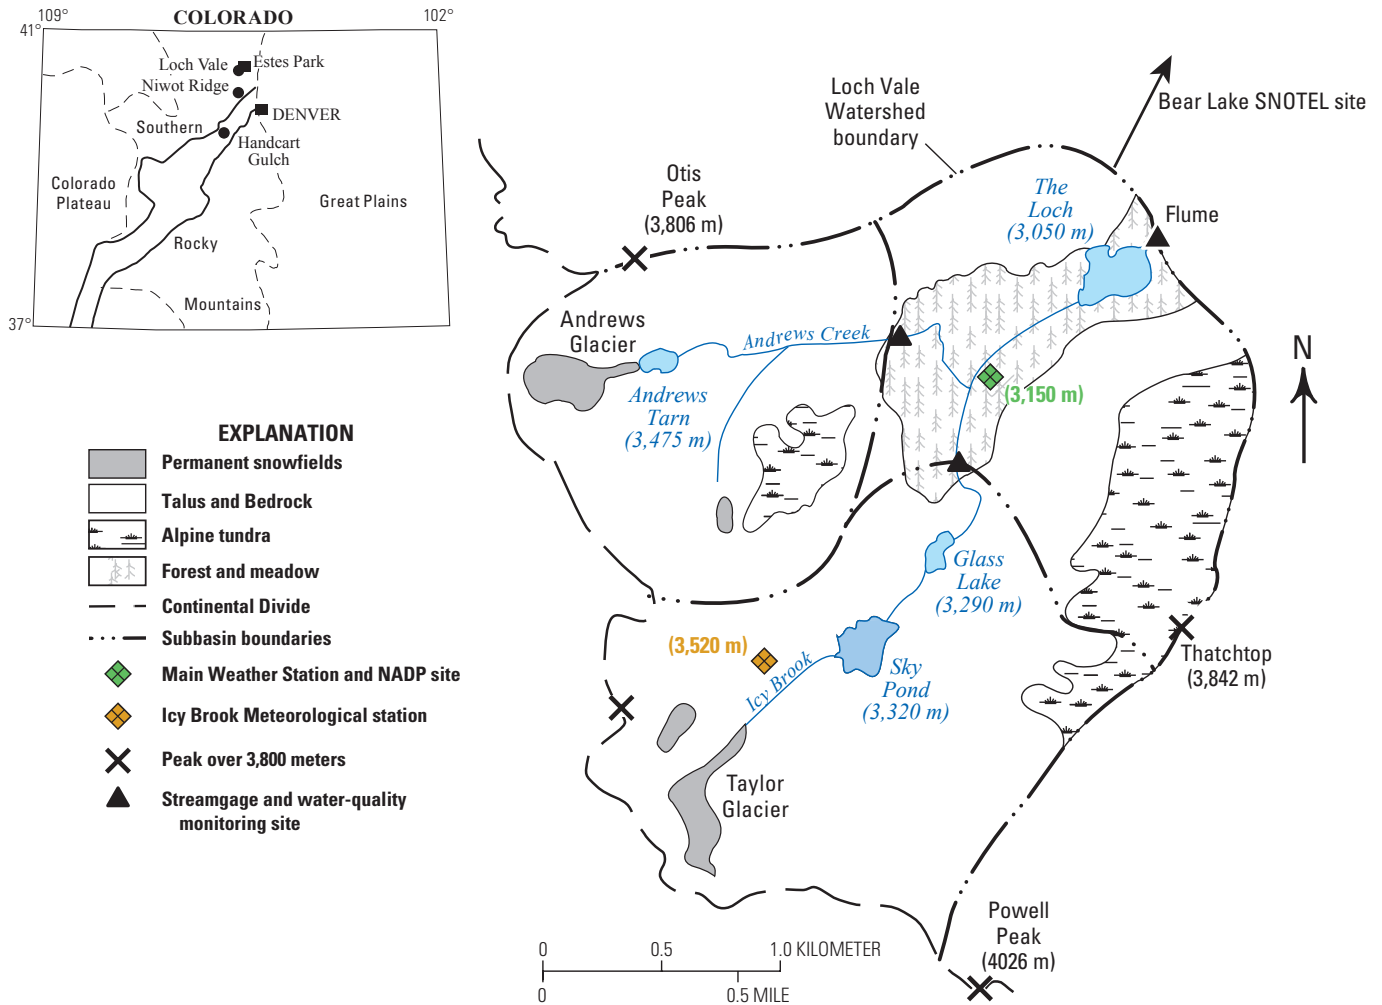 109°
COLORADO
102°
41°
Loch Vale
Estes Park
Niwot Ridge
DENVER
Southern
Handcart
Gulch
Colorado
Plateau
Great Plains
Rocky
Mountains
37°
Loch Vale
Watershed
boundary
Bear Lake SNOTEL site
Otis
Peak
(3,806 m)
The
Loch
(3,050 m)
Flume
Andrews
Glacier
Andrews Creek
Andrews
Tarn
(3,475 m)
(3,150 m)
N
EXPLANATION
Permanent snowfields
Talus and Bedrock
Alpine tundra
Forest and meadow
Continental Divide
Subbasin boundaries
Main Weather Station and NADP site
Icy Brook Meteorological station
Peak over 3,800 meters
Streamgage and water-quality
monitoring site
Glass
Lake
(3,290 m)
(3,520 m)
Icy Brook
Sky
Pond
(3,320 m)
Thatchtop
(3,842 m)
Taylor
Glacier
Powell
Peak
(4026 m)
0 0.5 1.0 KILOMETER
0 0.5 MILE